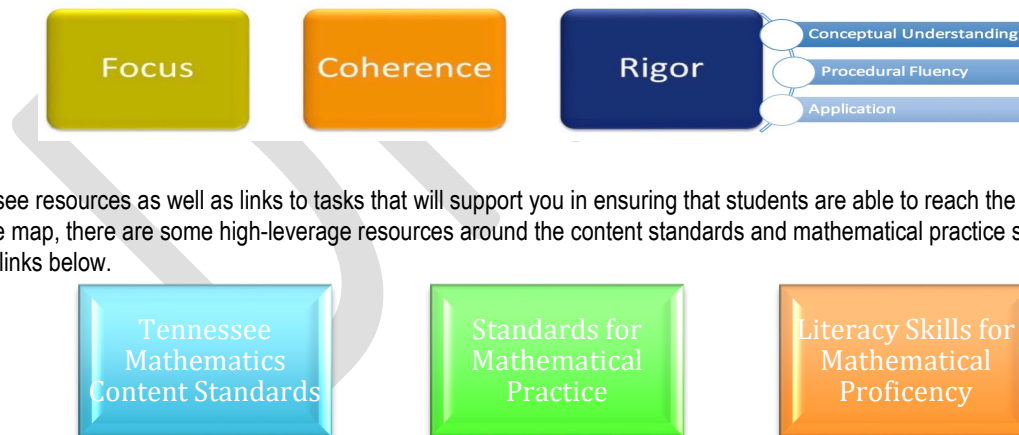 Focus
Coherence
Rigor
Conceptual Understanding
Procedural Fluency
Application
see resources as well as links to tasks that will support you in ensuring that students are able to reach the
e map, there are some high-leverage resources around the content standards and mathematical practice s
links below.
Tennessee
Mathematics
Content Standards
Standards for
Mathematical
Practice
Literacy Skills for
Mathematical
Proficency